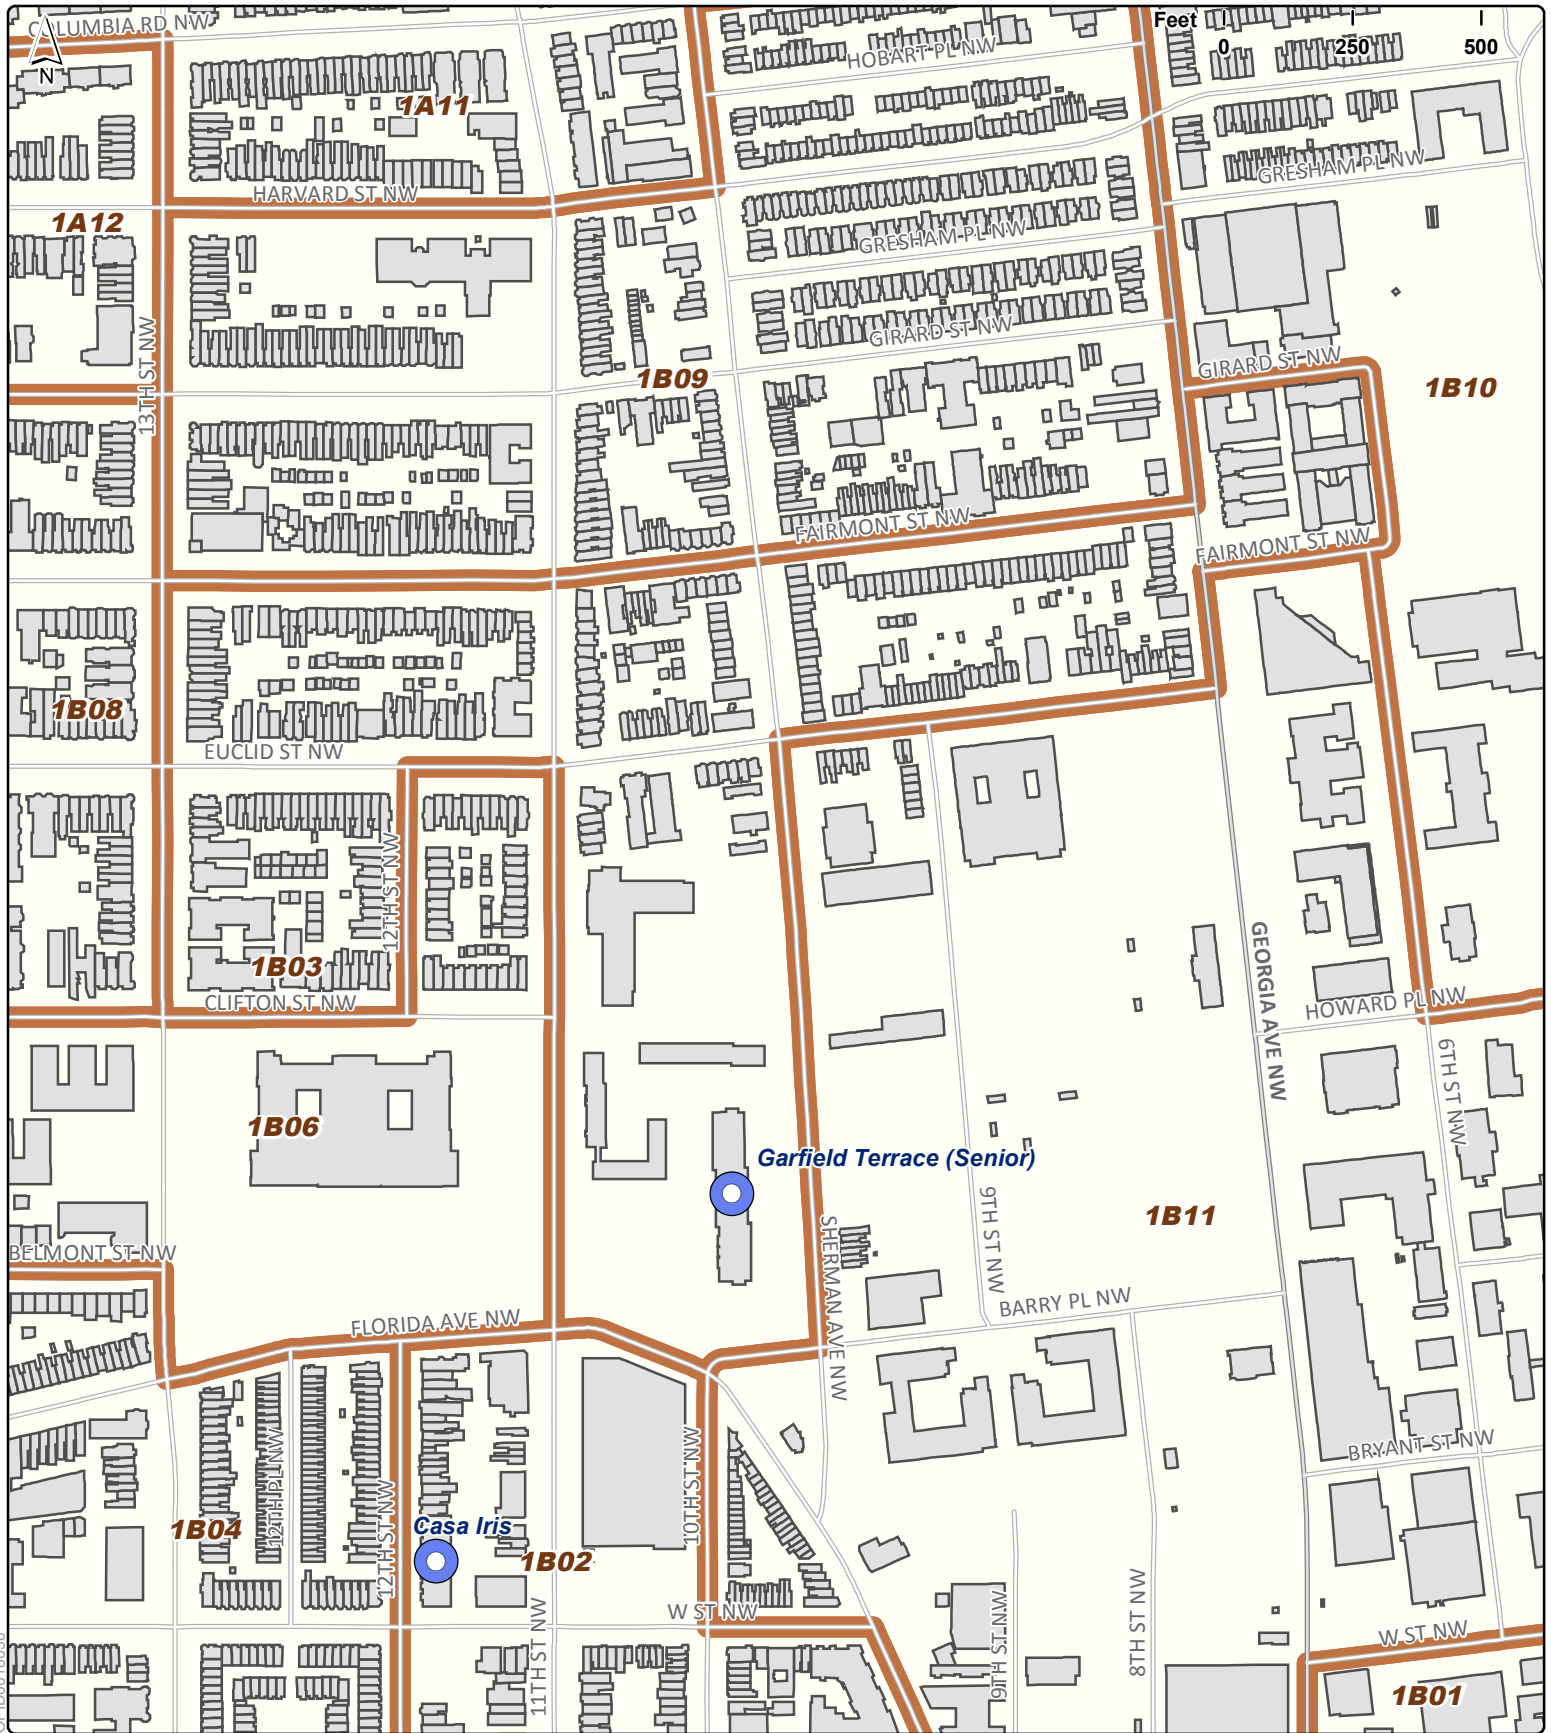 COLUMBIA RD NW
N
Feet
0
250
500
HOBART PL NW
1A11
GRESHAM PL NW
HARVARD ST NW
1A12
GRESHAM PL NW
13TH ST NW
GIRARD ST NW
GIRARD ST NW
1B09
1B10
FAIRMONT ST NW
FAIRMONT ST NW
1B08
EUCLID ST NW
12TH ST NW
1B03
CLIFTON ST NW
GEORGIA AVE NW
HOWARD PL NW
6TH ST NW
1B06
Garfield Terrace (Senior)
9TH ST NW
1B11
SHERMAN AVE NW
BELMONT ST NW
BARRY PL NW
FLORIDA AVE NW
12TH PL NW
10TH ST NW
BRYANT ST NW
1B04
12TH ST NW
Casa Iris
1B02
11TH ST NW
W ST NW
9TH ST NW
8TH ST NW
W ST NW
1B01